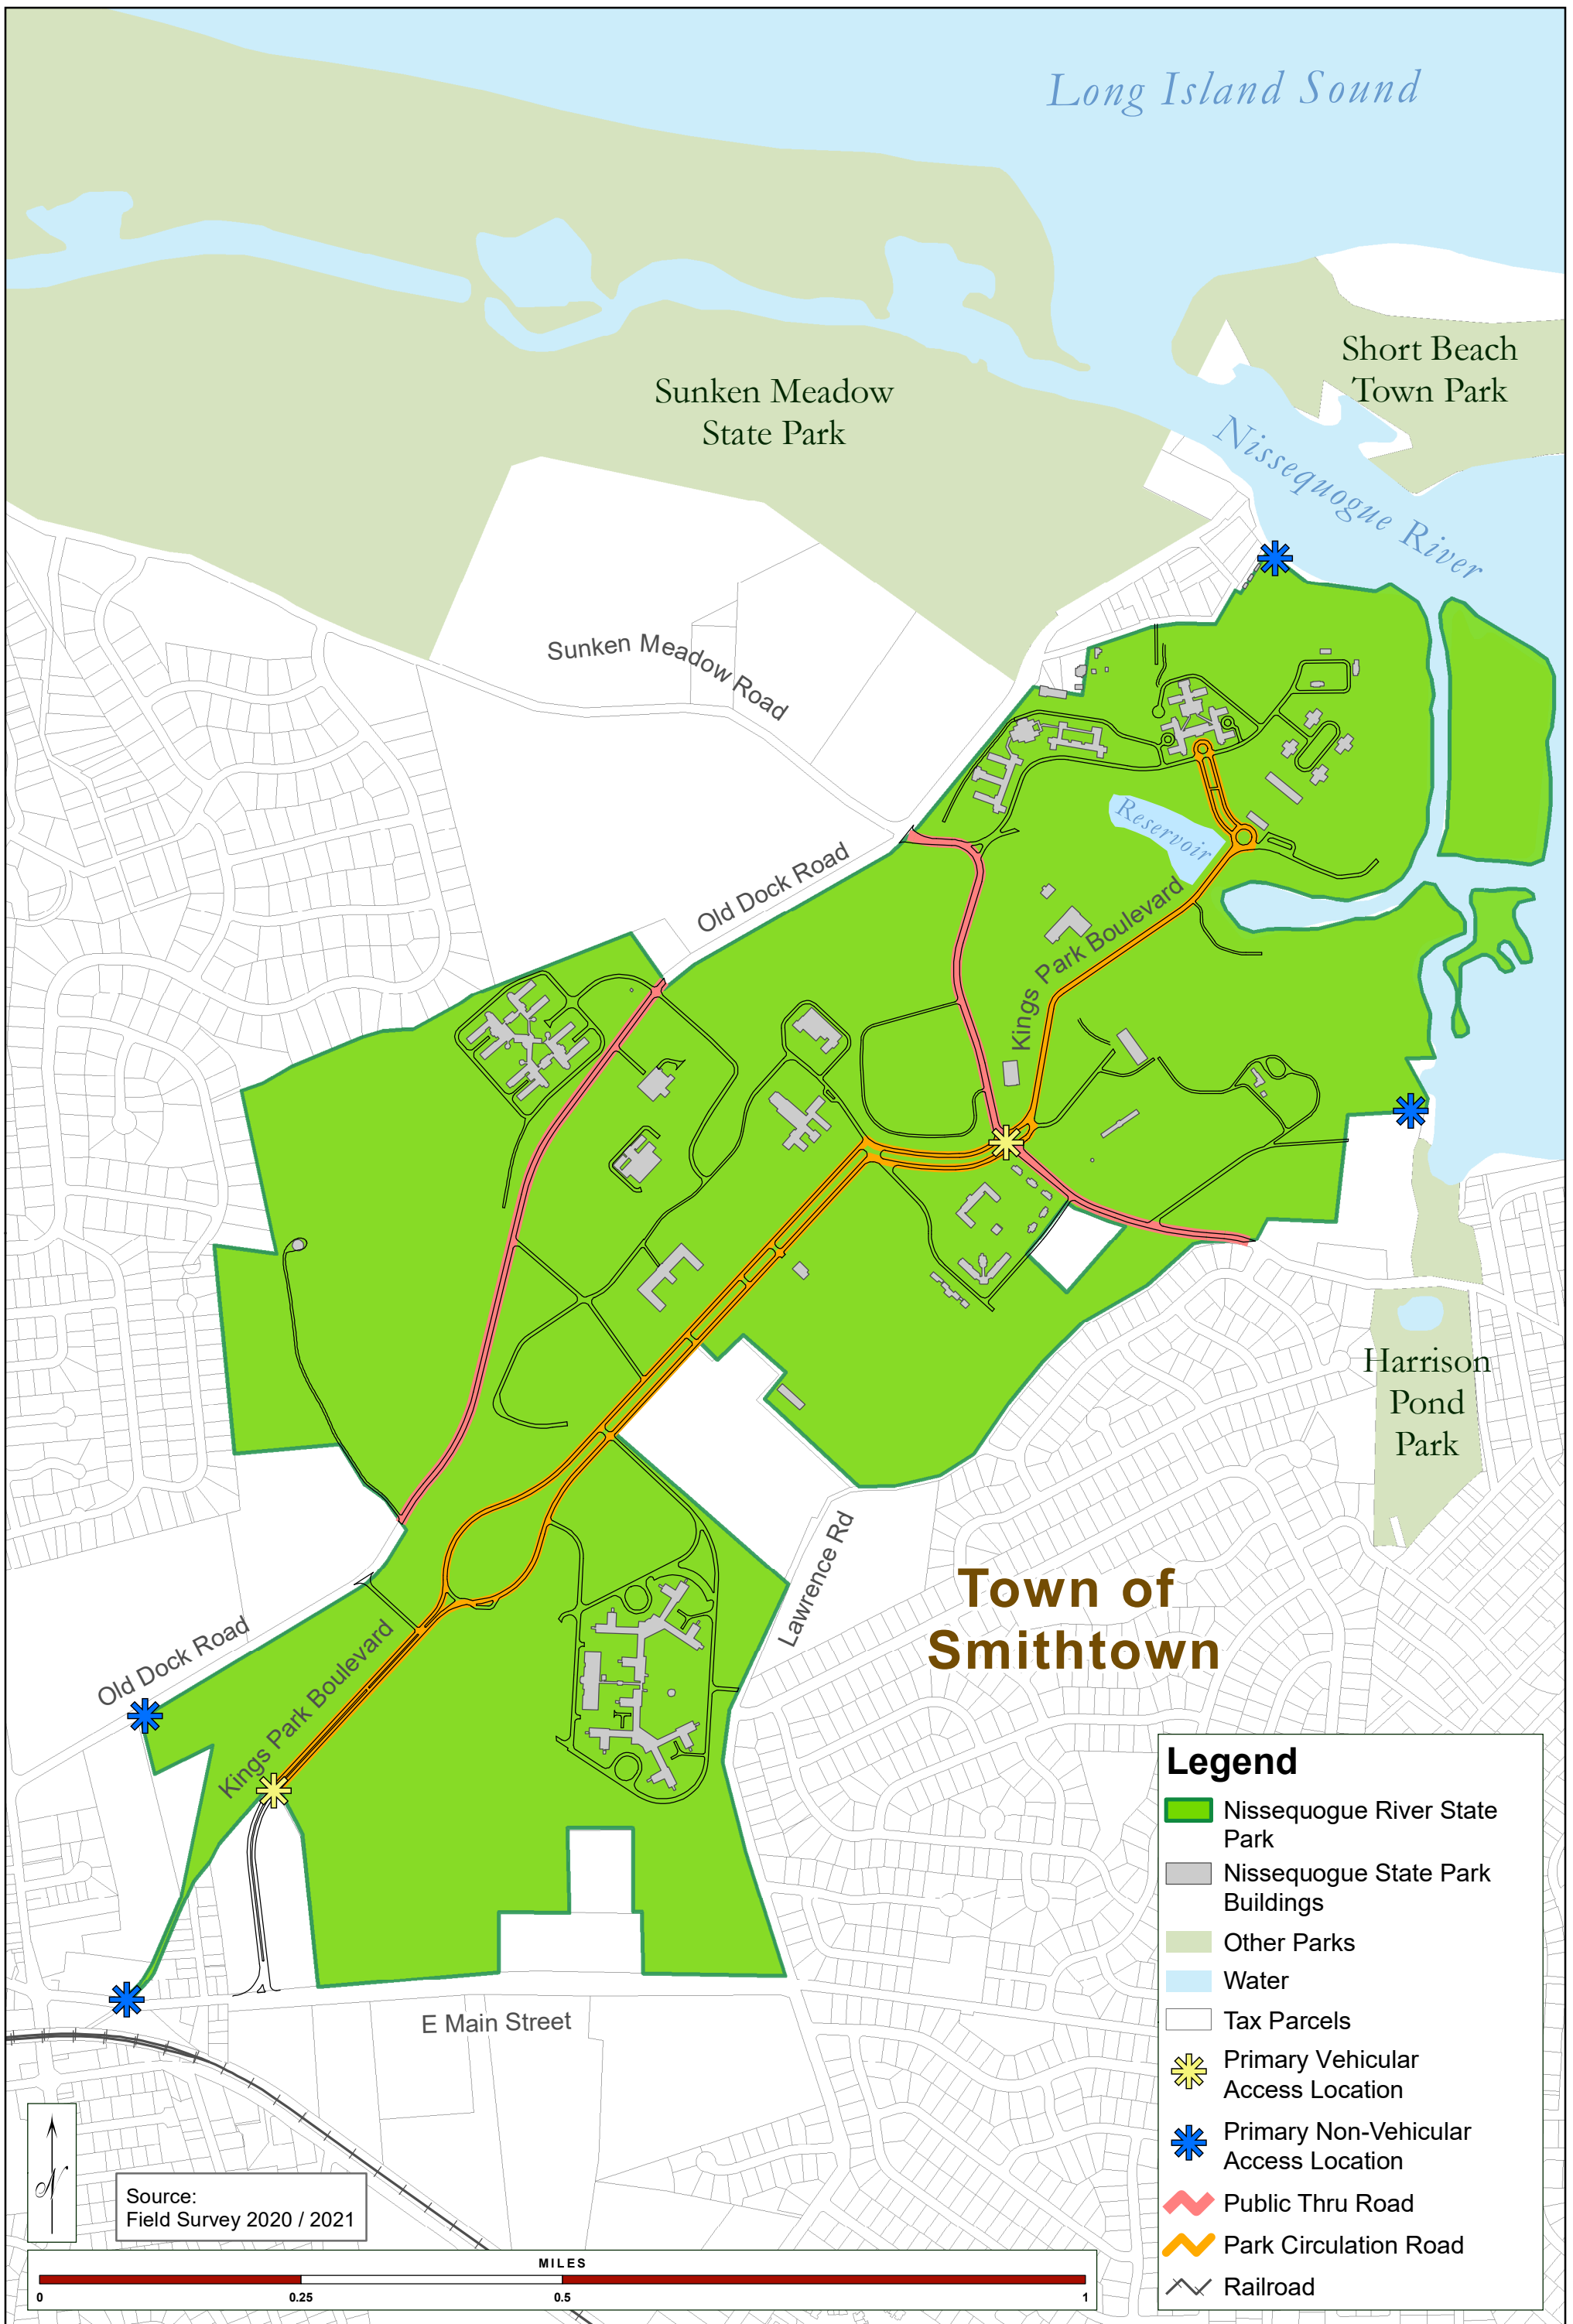 Long Island Sound
Short Beach
Town Park
Sunken Meadow
State Park
Nissequogue River
Sunken Meadow Road
Reservoir
Old Dock Road
Kings Park Boulevard
Harrison
Pond
Park
Lawrence Rd
Town of
Smithtown
Old Dock Road
Kings Park Boulevard
E Main Street
Legend
Nissequogue River State
Park
Nissequogue State Park
Buildings
Other Parks
Water
Tax Parcels
Primary Vehicular
Access Location
Primary Non-Vehicular
Access Location
Public Thru Road
Park Circulation Road
Railroad
N
Source:
Field Survey 2020 / 2021
MILES
0 0.25 0.5 1